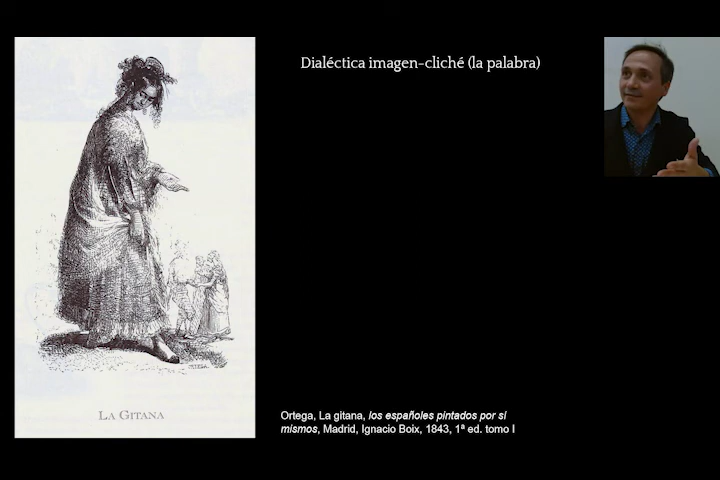 Dialéctica imagen-cliché (la palabra)
LA GITANA
Ortega, La gitana, los españoles pintados por sí
mismos, Madrid, Ignacio Boix, 1843, 1ª ed. tomo I